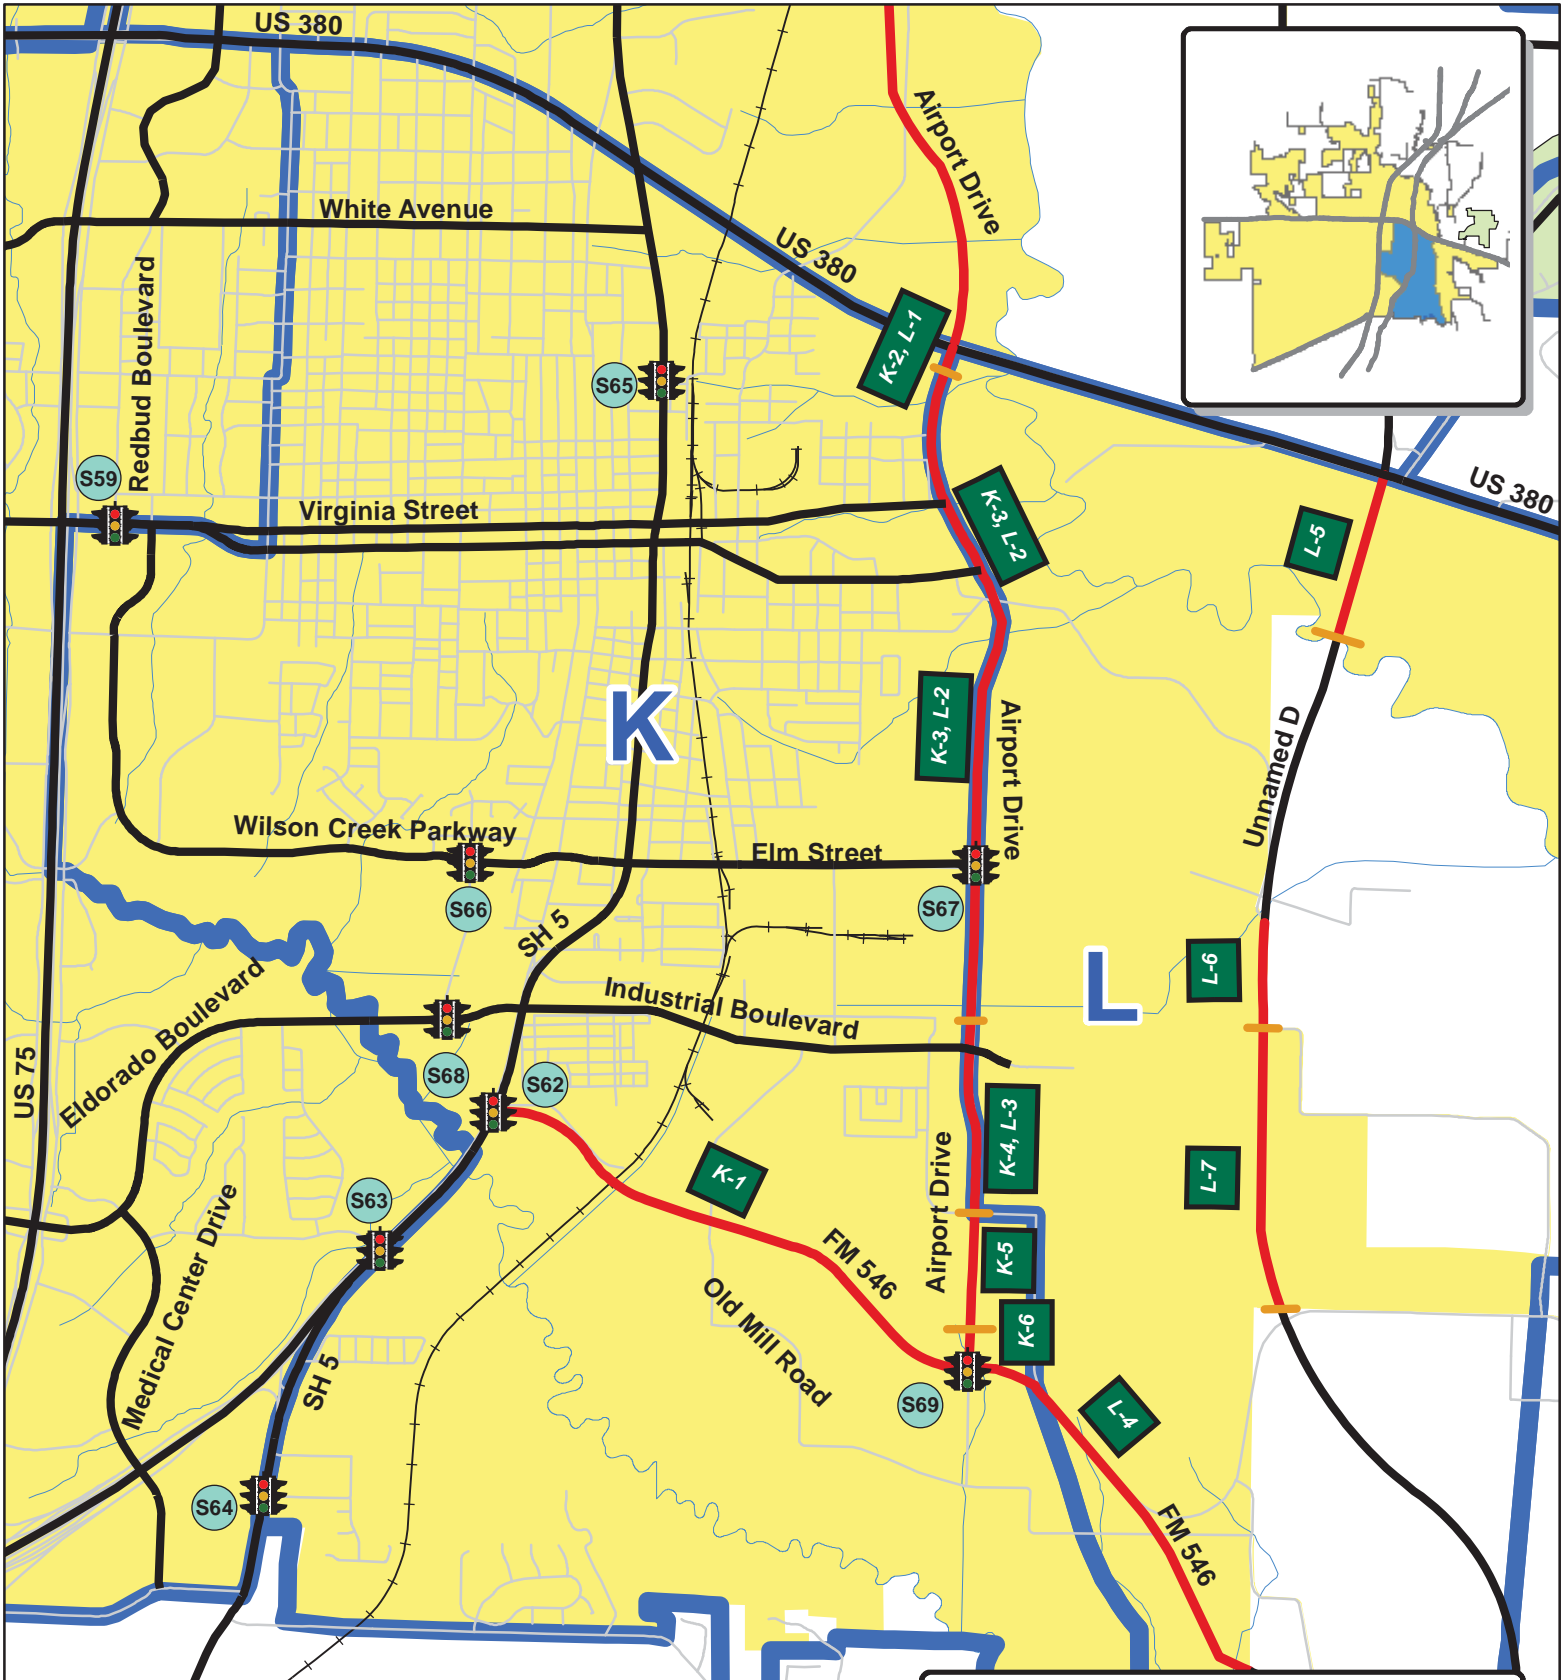 US 380
Airport Drive
White Avenue
US 380
Redbud Boulevard
K-2, L-1
S65
S59
US 380
Virginia Street
K-3, L-2
L-5
K
K-3, L-2
Airport Drive
Unnamed D
Wilson Creek Parkway
Elm Street
S66
S67
SH 5
L-6
L
Eldorado Boulevard
Industrial Boulevard
US 75
S68
S62
K-4, L-3
K-1
L-7
S63
Airport Drive
Medical Center Drive
FM 546
K-5
Old Mill Road
K-6
SH 5
S69
L-4
S64
FM 546